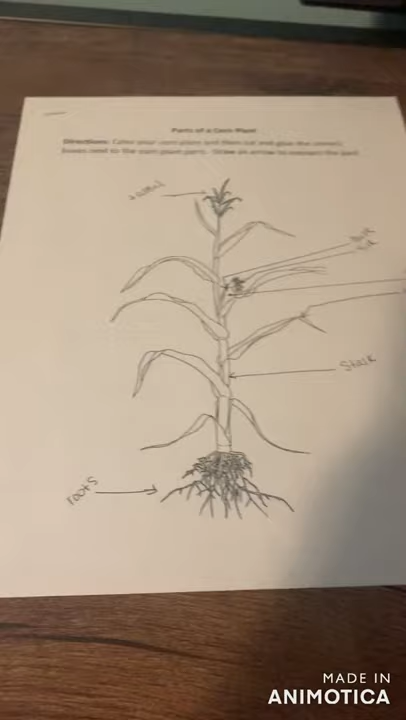 Parts of a Corn Plant
Directions: Color your corn plant and then cut and glue the correct
boxes next to the corn plant parts. Draw an arrow to connect the part.
Stalk
roots
MADE IN
ANIMOTICA